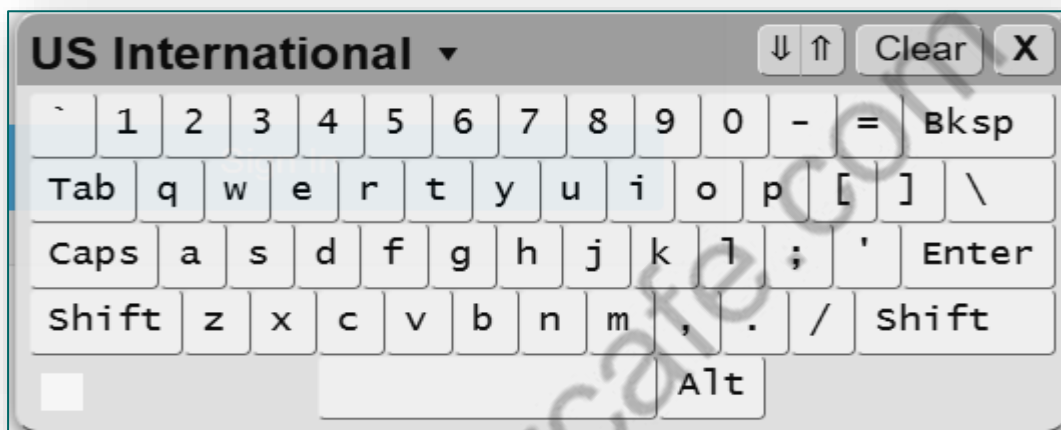 US International ▾ ⇓ ⇑ Clear X
` 1 2 3 4 5 6 7 8 9 0 - = Bksp
Tab q w e r t y u i o p [ ] \
Caps a s d f g h j k l ; ' Enter
Shift z x c v b n m , . / Shift
Alt